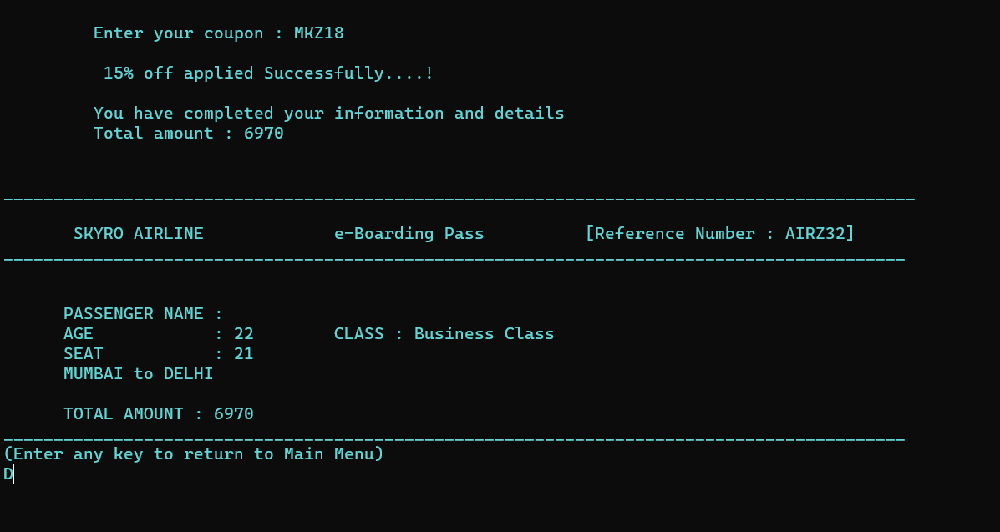 Enter your coupon : MKZ18
15% off applied Successfully....!
You have completed your information and details
Total amount : 6970
-------------------------------------------------------------------------------------------
SKYRO AIRLINE e-Boarding Pass [Reference Number : AIRZ32]
------------------------------------------------------------------------------------------
PASSENGER NAME :
AGE : 22 CLASS : Business Class
SEAT : 21
MUMBAI to DELHI
TOTAL AMOUNT : 6970
------------------------------------------------------------------------------------------
(Enter any key to return to Main Menu)
D